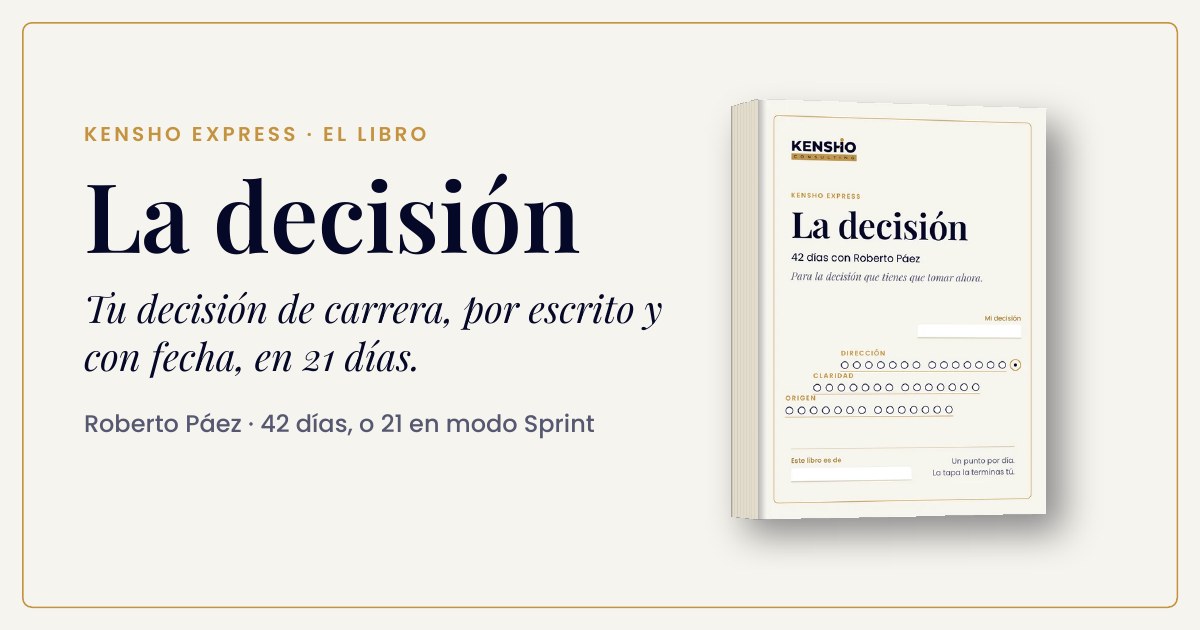 KENSHO EXPRESS · EL LIBRO
La decisión
Tu decisión de carrera, por escrito y
con fecha, en 21 días.
Roberto Páez · 42 días, o 21 en modo Sprint
KENSHO
CONSULTING
KENSHO EXPRESS
La decisión
42 días con Roberto Páez
Para la decisión que tienes que tomar ahora.
Mi decisión
DIRECCIÓN
CLARIDAD
ORIGEN
Este libro es de
Un punto por día.
La tapa la terminas tú.